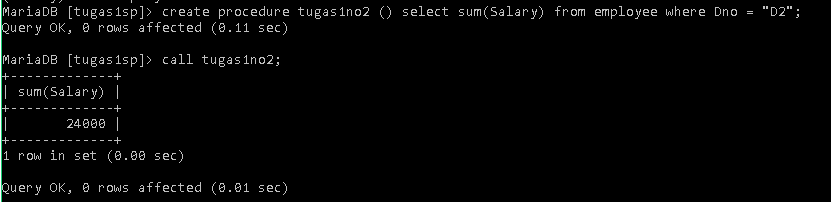 MariaDB [tugas1sp]> create procedure tugas1no2 () select sum(Salary) from employee where Dno = "D2";
Query OK, 0 rows affected (0.11 sec)
MariaDB [tugas1sp]> call tugas1no2;
+-------------+
| sum(Salary) |
+-------------+
|       24000 |
+-------------+
1 row in set (0.00 sec)
Query OK, 0 rows affected (0.01 sec)